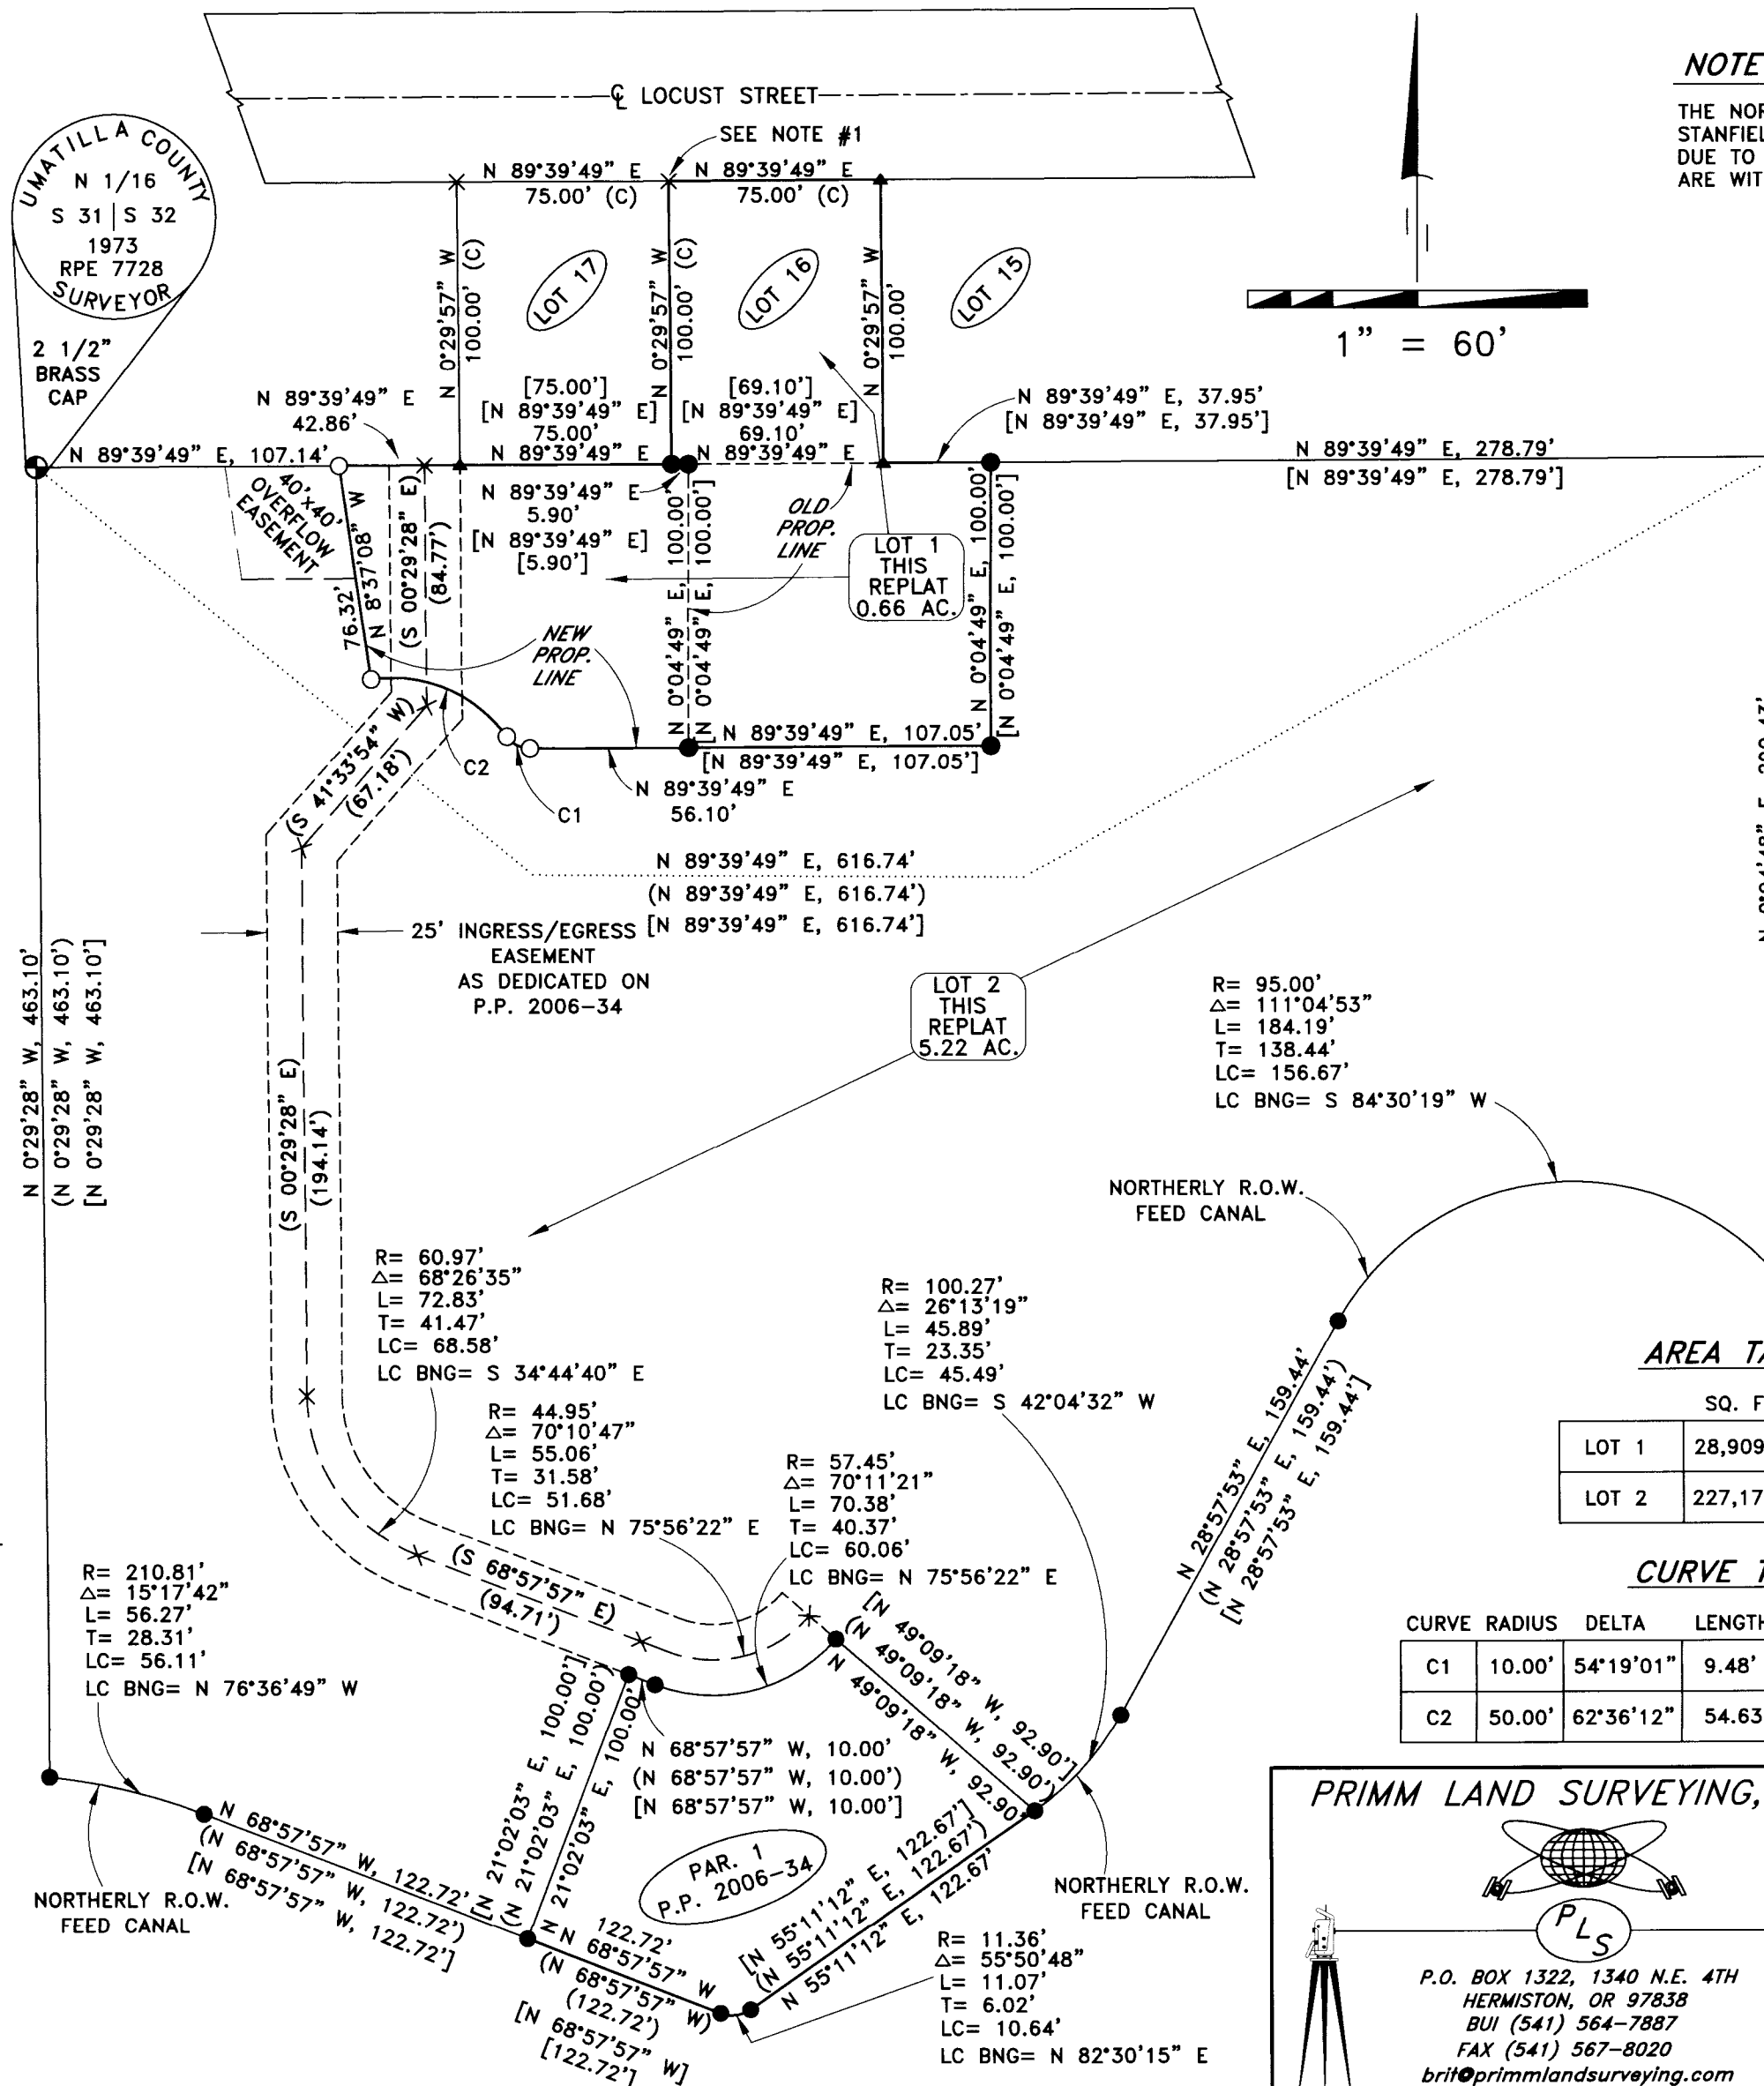 ℄ LOCUST STREET
SEE NOTE #1
N 89°39'49" E
75.00' (C)
N 89°39'49" E
75.00' (C)
NOTE
THE NOR
STANFIEL
DUE TO
ARE WIT
UMATILLA COUNTY
N 1/16
S 31 | S 32
1973
RPE 7728
SURVEYOR
2 1/2"
BRASS
CAP
N 0°29'57" W (C)
100.00'
LOT 17
N 0°29'57" W (C)
100.00'
LOT 16
N 0°29'57" W
100.00'
LOT 15
1" = 60'
N 89°39'49" E
42.86'
N 89°39'49" E, 107.14'
[75.00']
[N 89°39'49" E]
75.00'
N 89°39'49" E
[69.10']
[N 89°39'49" E]
69.10'
N 89°39'49" E
N 89°39'49" E, 37.95'
[N 89°39'49" E, 37.95']
N 89°39'49" E, 278.79'
[N 89°39'49" E, 278.79']
40'x40'
OVERFLOW
EASEMENT
N 8°37'08" W
76.32'
(S 00°29'28" E)
(84.77')
N 89°39'49" E
5.90'
[N 89°39'49" E]
[5.90']
N 0°04'49" E, 100.00'
[N 0°04'49" E, 100.00']
OLD
PROP.
LINE
LOT 1
THIS
REPLAT
0.66 AC.
N 0°04'49" E, 100.00'
[N 0°04'49" E, 100.00']
NEW
PROP.
LINE
N 89°39'49" E, 107.05'
[N 89°39'49" E, 107.05']
(S 41°33'54" W)
(67.18')
C2
C1
N 89°39'49" E
56.10'
N 89°39'49" E, 616.74'
(N 89°39'49" E, 616.74')
[N 89°39'49" E, 616.74']
25' INGRESS/EGRESS
EASEMENT
AS DEDICATED ON
P.P. 2006-34
N 0°29'28" W, 463.10'
(N 0°29'28" W, 463.10')
[N 0°29'28" W, 463.10']
LOT 2
THIS
REPLAT
5.22 AC.
(S 00°29'28" E)
(194.14')
R= 95.00'
△= 111°04'53"
L= 184.19'
T= 138.44'
LC= 156.67'
LC BNG= S 84°30'19" W
NORTHERLY R.O.W.
FEED CANAL
R= 60.97'
△= 68°26'35"
L= 72.83'
T= 41.47'
LC= 68.58'
LC BNG= S 34°44'40" E
R= 100.27'
△= 26°13'19"
L= 45.89'
T= 23.35'
LC= 45.49'
LC BNG= S 42°04'32" W
R= 44.95'
△= 70°10'47"
L= 55.06'
T= 31.58'
LC= 51.68'
LC BNG= N 75°56'22" E
R= 57.45'
△= 70°11'21"
L= 70.38'
T= 40.37'
LC= 60.06'
LC BNG= N 75°56'22" E
N 28°57'53" E, 159.44'
(N 28°57'53" E, 159.44')
[N 28°57'53" E, 159.44']
AREA TA
SQ. F
LOT 1 28,909
LOT 2 227,17
CURVE T
CURVE RADIUS DELTA LENGTH
C1 10.00' 54°19'01" 9.48'
C2 50.00' 62°36'12" 54.63
(S 68°57'57" E)
(94.71')
R= 210.81'
△= 15°17'42"
L= 56.27'
T= 28.31'
LC= 56.11'
LC BNG= N 76°36'49" W
[N 49°09'18" W, 92.90']
(N 49°09'18" W, 92.90')
N 49°09'18" W, 92.90'
[N 21°02'03" E, 100.00']
(N 21°02'03" E, 100.00')
N 21°02'03" E, 100.00'
N 68°57'57" W, 10.00'
(N 68°57'57" W, 10.00')
[N 68°57'57" W, 10.00']
PAR. 1
P.P. 2006-34
N 68°57'57" W, 122.72'
(N 68°57'57" W, 122.72')
[N 68°57'57" W, 122.72']
NORTHERLY R.O.W.
FEED CANAL
122.72'
N 68°57'57" W
(N 68°57'57" W)
(122.72')
[N 68°57'57" W]
[122.72']
[N 55°11'12" E, 122.67']
(N 55°11'12" E, 122.67')
N 55°11'12" E, 122.67'
NORTHERLY R.O.W.
FEED CANAL
R= 11.36'
△= 55°50'48"
L= 11.07'
T= 6.02'
LC= 10.64'
LC BNG= N 82°30'15" E
PRIMM LAND SURVEYING,
PLS
P.O. BOX 1322, 1340 N.E. 4TH
HERMISTON, OR 97838
BUI (541) 564-7887
FAX (541) 567-8020
brit@primmlandsurveying.com